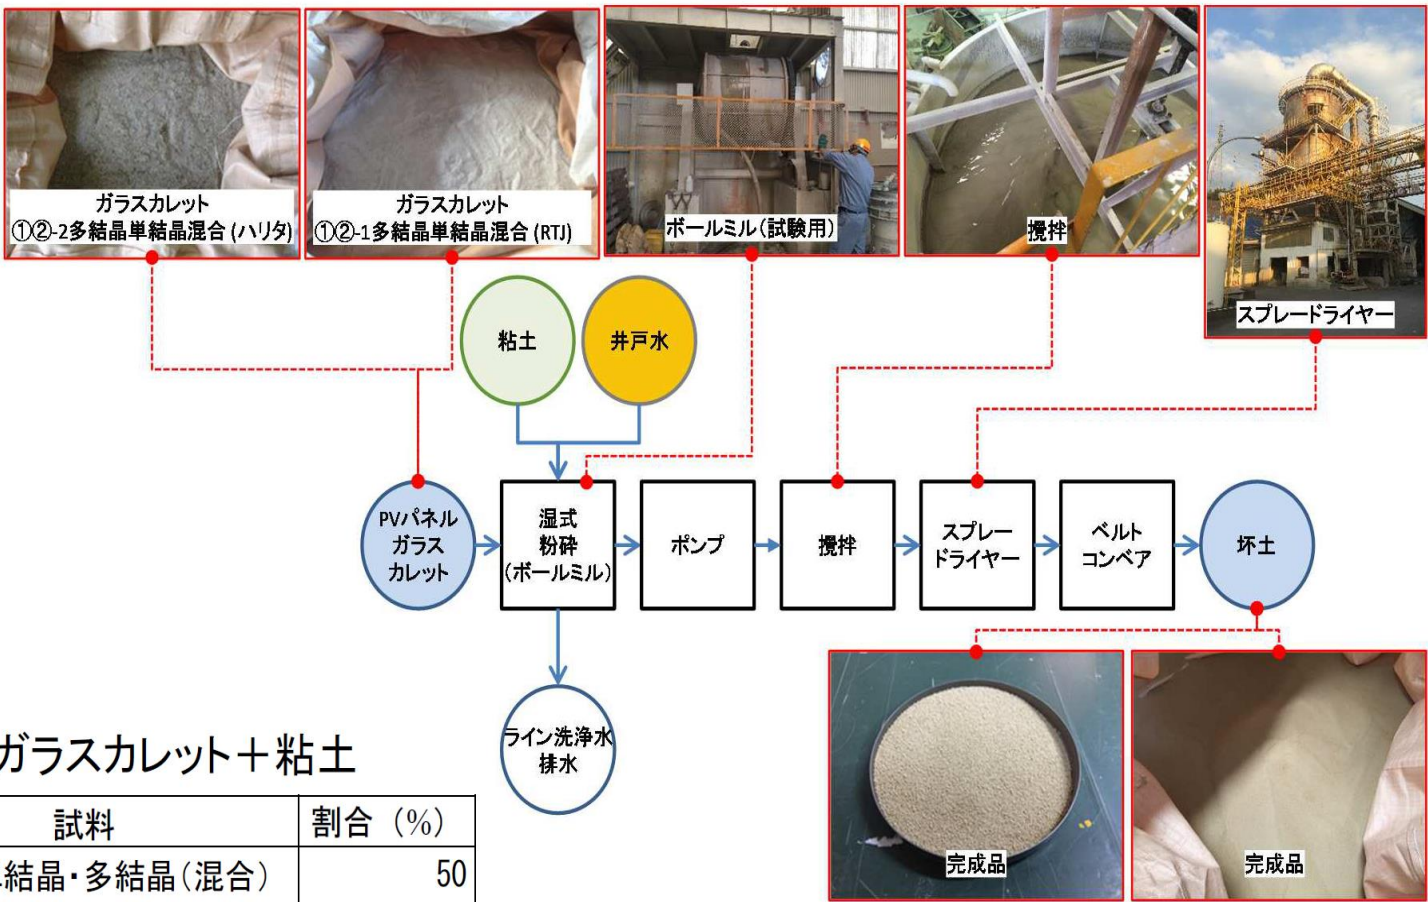 ガラスカレット
①②-2多結晶単結晶混合(ハリタ)
ガラスカレット
①②-1多結晶単結晶混合(RTJ)
ボールミル(試験用)
攪拌
スプレードライヤー
粘土
井戸水
PVパネル
ガラス
カレット
湿式
粉砕
(ボールミル)
ポンプ
攪拌
スプレー
ドライヤー
ベルト
コンベア
坏土
ライン洗浄水
排水
完成品
完成品
ガラスカレット＋粘土
試料
割合（%）
結晶・多結晶（混合）
50